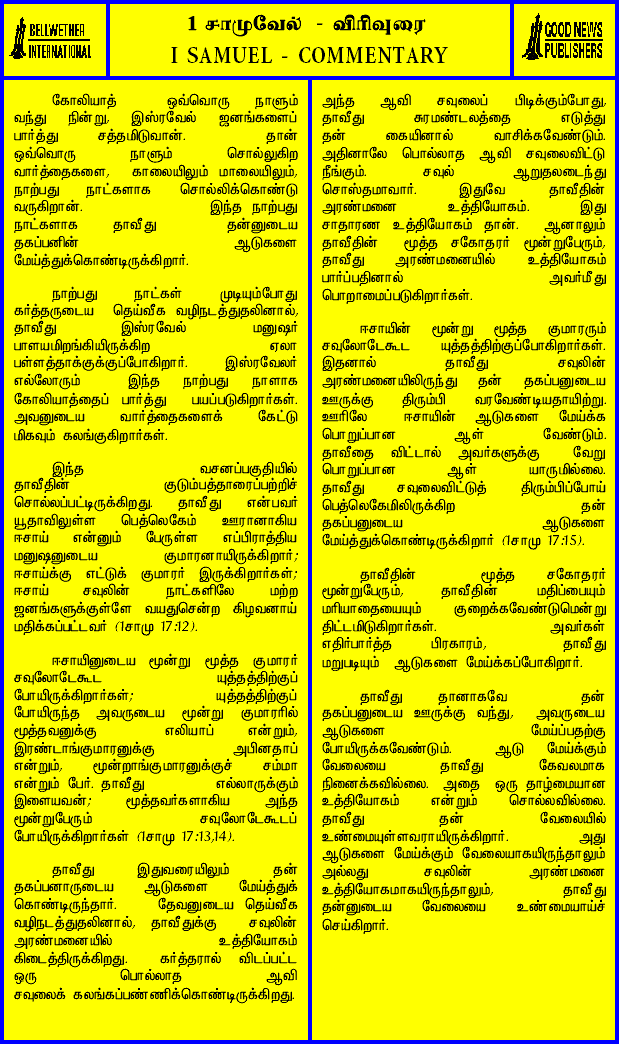 BELLWETHER
INTERNATIONAL
1 சாமுவேல் - விரிவுரை
I SAMUEL - COMMENTARY
GOOD NEWS
PUBLISHERS
கோலியாத் ஒவ்வொரு நாளும்
வந்து நின்று, இஸ்ரவேல் ஜனங்களைப்
பார்த்து சத்தமிடுவான். தான்
ஒவ்வொரு நாளும் சொல்லுகிற
வார்த்தைகளை, காலையிலும் மாலையிலும்,
நாற்பது நாட்களாக சொல்லிக்கொண்டு
வருகிறான். இந்த நாற்பது
நாட்களாக தாவீது தன்னுடைய
தகப்பனின் ஆடுகளை
மேய்த்துக்கொண்டிருக்கிறார்.
நாற்பது நாட்கள் முடியும்போது
கர்த்தருடைய தெய்வீக வழிநடத்துதலினால்,
தாவீது இஸ்ரவேல் மனுஷர்
பாளயமிறங்கியிருக்கிற ஏலா
பள்ளத்தாக்குக்குப்போகிறார். இஸ்ரவேலர்
எல்லோரும் இந்த நாற்பது நாளாக
கோலியாத்தைப் பார்த்து பயப்படுகிறார்கள்.
அவனுடைய வார்த்தைகளைக் கேட்டு
மிகவும் கலங்குகிறார்கள்.
இந்த வசனப்பகுதியில்
தாவீதின் குடும்பத்தாரைப்பற்றிச்
சொல்லப்பட்டிருக்கிறது. தாவீது என்பவர்
யூதாவிலுள்ள பெத்லெகேம் ஊரானாகிய
ஈசாய் என்னும் பேருள்ள எப்பிராத்திய
மனுஷனுடைய குமாரனாயிருக்கிறார்;
ஈசாய்க்கு எட்டுக் குமாரர் இருக்கிறார்கள்;
ஈசாய் சவுலின் நாட்களிலே மற்ற
ஜனங்களுக்குள்ளே வயதுசென்ற கிழவனாய்
மதிக்கப்பட்டவர் (1சாமு 17:12).
ஈசாயினுடைய மூன்று மூத்த குமாரர்
சவுலோடேகூட யுத்தத்திற்குப்
போயிருக்கிறார்கள்; யுத்தத்திற்குப்
போயிருந்த அவருடைய மூன்று குமாரரில்
மூத்தவனுக்கு எலியாப் என்றும்,
இரண்டாங்குமாரனுக்கு அபினதாப்
என்றும், மூன்றாங்குமாரனுக்குச் சம்மா
என்றும் பேர். தாவீது எல்லாருக்கும்
இளையவன்; மூத்தவர்களாகிய அந்த
மூன்றுபேரும் சவுலோடேகூடப்
போயிருக்கிறார்கள் (1சாமு 17:13,14).
தாவீது இதுவரையிலும் தன்
தகப்பனாருடைய ஆடுகளை மேய்த்துக்
கொண்டிருந்தார். தேவனுடைய தெய்வீக
வழிநடத்துதலினால், தாவீதுக்கு சவுலின்
அரண்மனையில் உத்தியோகம்
கிடைத்திருக்கிறது. கர்த்தரால் விடப்பட்ட
ஒரு பொல்லாத ஆவி
சவுலைக் கலங்கப்பண்ணிக்கொண்டிருக்கிறது.
அந்த ஆவி சவுலைப் பிடிக்கும்போது,
தாவீது சுரமண்டலத்தை எடுத்து
தன் கையினால் வாசிக்கவேண்டும்.
அதினாலே பொல்லாத ஆவி சவுலைவிட்டு
நீங்கும். சவுல் ஆறுதலடைந்து
சொஸ்தமாவார். இதுவே தாவீதின்
அரண்மனை உத்தியோகம். இது
சாதாரண உத்தியோகம் தான். ஆனாலும்
தாவீதின் மூத்த சகோதரர் மூன்றுபேரும்,
தாவீது அரண்மனையில் உத்தியோகம்
பார்ப்பதினால் அவர்மீது
பொறாமைப்படுகிறார்கள்.
ஈசாயின் மூன்று மூத்த குமாரரும்
சவுலோடேகூட யுத்தத்திற்குப்போகிறார்கள்.
இதனால் தாவீது சவுலின்
அரண்மனையிலிருந்து தன் தகப்பனுடைய
ஊருக்கு திரும்பி வரவேண்டியதாயிற்று.
ஊரிலே ஈசாயின் ஆடுகளை மேய்க்க
பொறுப்பான ஆள் வேண்டும்.
தாவீதை விட்டால் அவர்களுக்கு வேறு
பொறுப்பான ஆள் யாருமில்லை.
தாவீது சவுலைவிட்டுத் திரும்பிப்போய்
பெத்லெகேமிலிருக்கிற தன்
தகப்பனுடைய ஆடுகளை
மேய்த்துக்கொண்டிருக்கிறார் (1சாமு 17:15).
தாவீதின் மூத்த சகோதரர்
மூன்றுபேரும், தாவீதின் மதிப்பையும்
மரியாதையையும் குறைக்கவேண்டுமென்று
திட்டமிடுகிறார்கள். அவர்கள்
எதிர்பார்த்த பிரகாரம், தாவீது
மறுபடியும் ஆடுகளை மேய்க்கப்போகிறார்.
தாவீது தானாகவே தன்
தகப்பனுடைய ஊருக்கு வந்து, அவருடைய
ஆடுகளை மேய்ப்பதற்கு
போயிருக்கவேண்டும். ஆடு மேய்க்கும்
வேலையை தாவீது கேவலமாக
நினைக்கவில்லை. அதை ஒரு தாழ்மையான
உத்தியோகம் என்றும் சொல்லவில்லை.
தாவீது தன் வேலையில்
உண்மையுள்ளவராயிருக்கிறார். அது
ஆடுகளை மேய்க்கும் வேலையாகயிருந்தாலும்
அல்லது சவுலின் அரண்மனை
உத்தியோகமாகயிருந்தாலும், தாவீது
தன்னுடைய வேலையை உண்மையாய்ச்
செய்கிறார்.